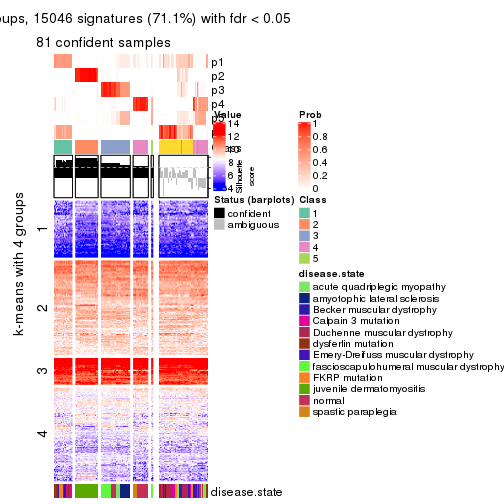 oups, 15046 signatures (71.1%) with fdr < 0.05
81 confident samples
p1
p2
p3
p4
k-means with 4 groups
1
2
3
4
Value
14
12
10
8
6
4
Silhouette
score
Status (barplots)
confident
ambiguous
Prob
1
0.8
0.6
0.4
0.2
0
Class
1
2
3
4
5
disease.state
acute quadriplegic myopathy
amyotophic lateral sclerosis
Becker muscular dystrophy
Calpain 3 mutation
Duchenne muscular dystrophy
dysferlin mutation
Emery-Dreifuss muscular dystrophy
fascioscapulohumeral muscular dystrophy
FKRP mutation
juvenile dermatomyositis
normal
spastic paraplegia
disease.state